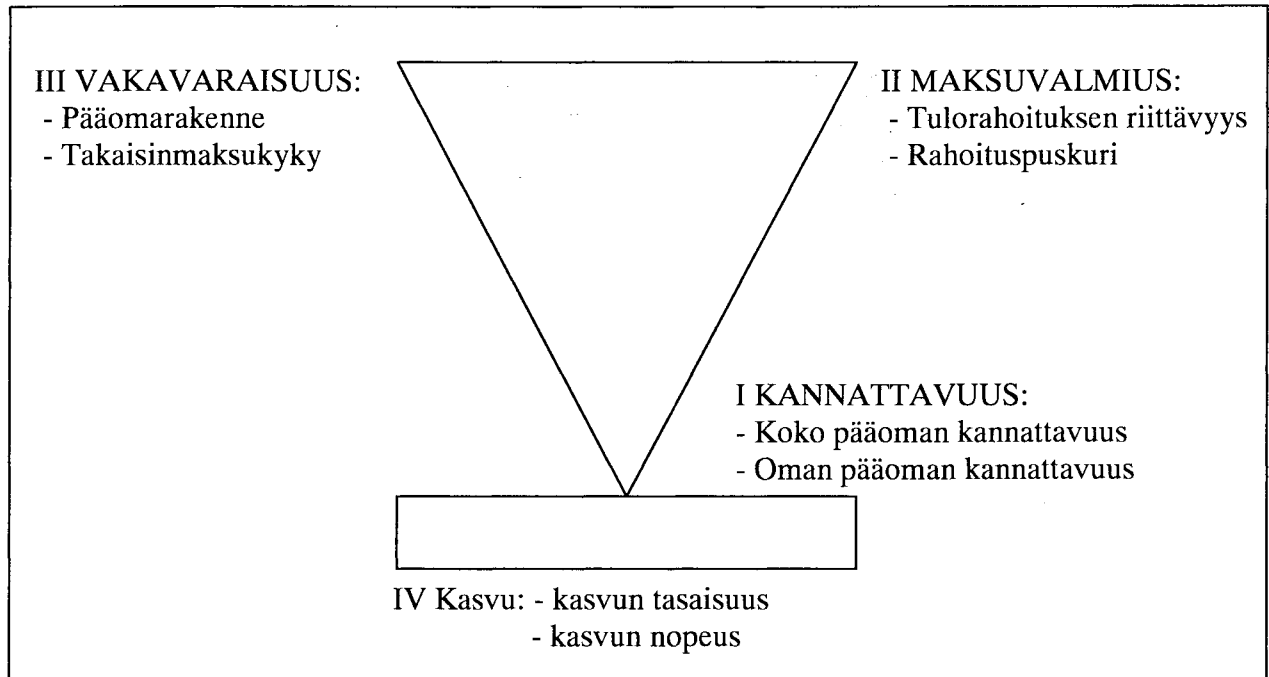 III VAKAVARAISUUS:
- Pääomarakenne
- Takaisinmaksukyky
II MAKSUVALMIUS:
- Tulorahoituksen riittävyys
- Rahoituspuskuri
I KANNATTAVUUS:
- Koko pääoman kannattavuus
- Oman pääoman kannattavuus
IV Kasvu: - kasvun tasaisuus
- kasvun nopeus